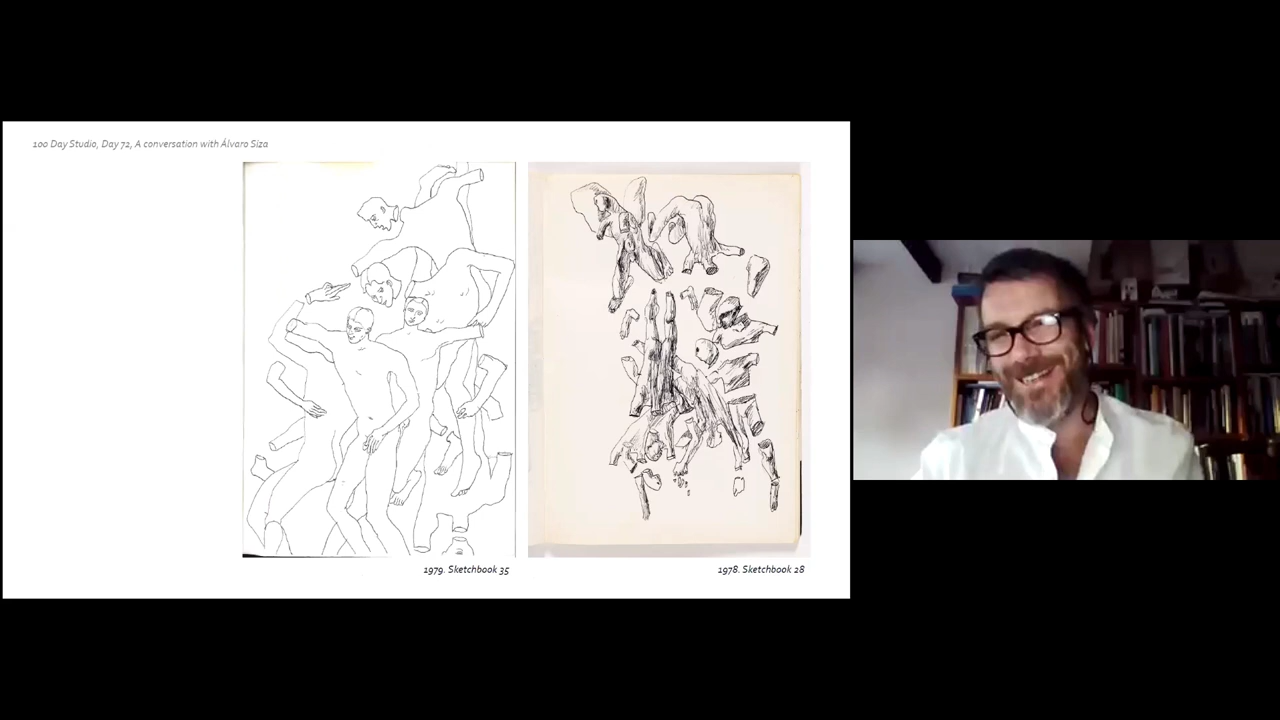 100 Day Studio, Day 72, A conversation with Álvaro Siza
1979. Sketchbook 35
1978. Sketchbook 28